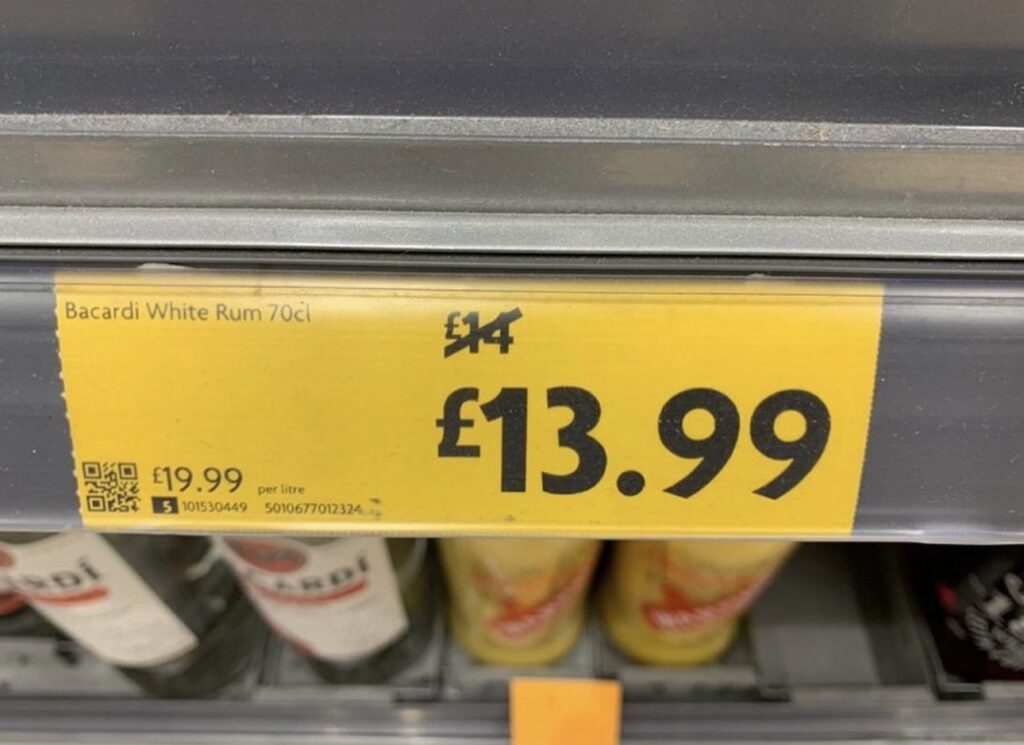 Bacardi White Rum 70cl
£14
£13.99
£19.99 per litre
5 101530449 5010677012324